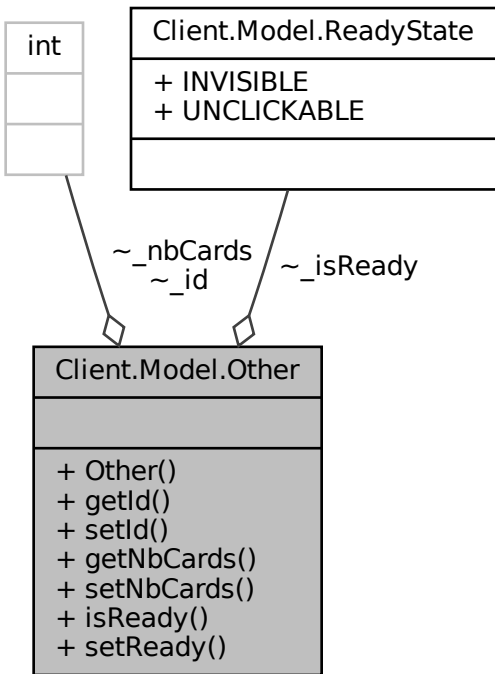 int
Client.Model.ReadyState
+ INVISIBLE
+ UNCLICKABLE
~_nbCards
~_id
~_isReady
Client.Model.Other
+ Other()
+ getId()
+ setId()
+ getNbCards()
+ setNbCards()
+ isReady()
+ setReady()